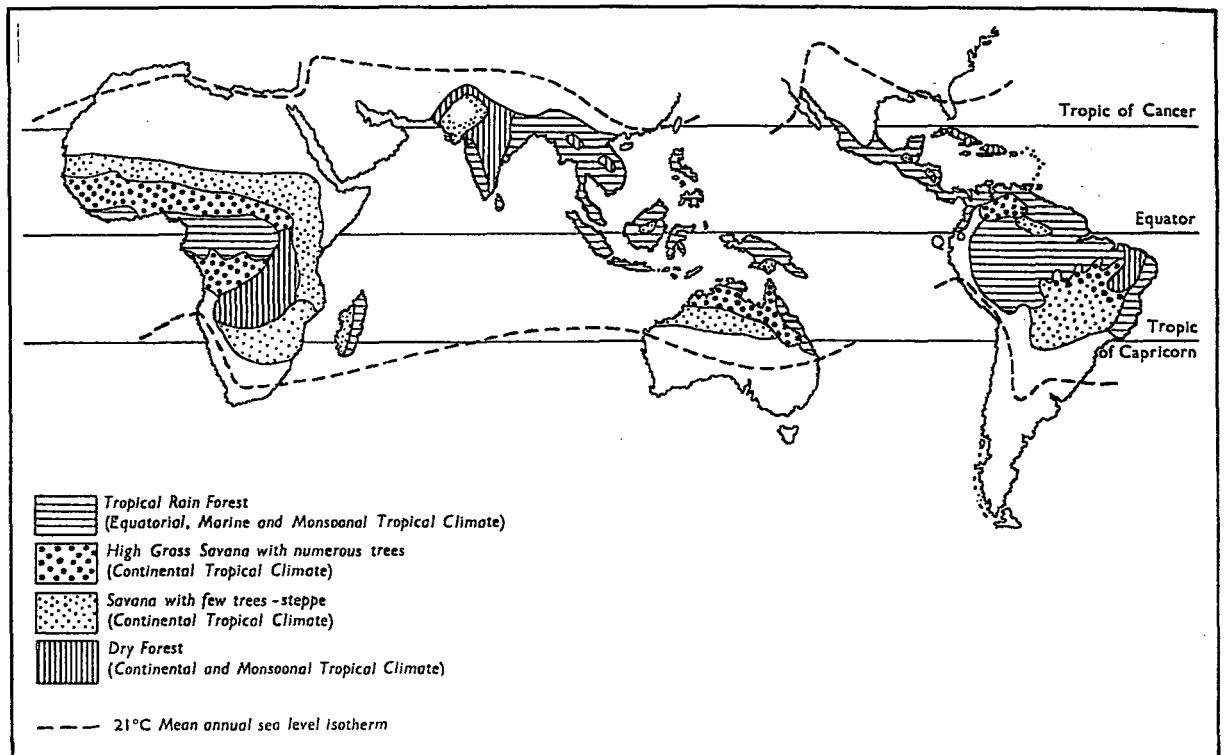 Tropic of Cancer
Equator
Tropic
of Capricorn
Tropical Rain Forest
(Equatorial, Marine and Monsoonal Tropical Climate)
High Grass Savana with numerous trees
(Continental Tropical Climate)
Savana with few trees - steppe
(Continental Tropical Climate)
Dry Forest
(Continental and Monsoonal Tropical Climate)
21°C Mean annual sea level isotherm